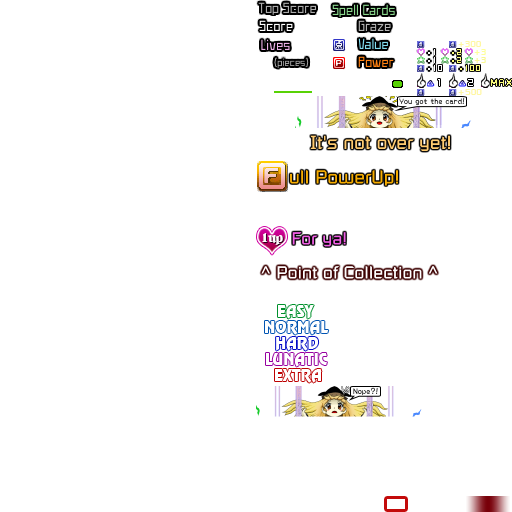 Top Score Spell Cards
Score Graze
Lives Value
(pieces) P Power
1 2
1 2
10 100
1 2 MAX
You got the card!
It's not over yet!
Full PowerUp!
1up For ya!
^ Point of Collection ^
EASY
NORMAL
HARD
LUNATIC
EXTRA
Nope?!